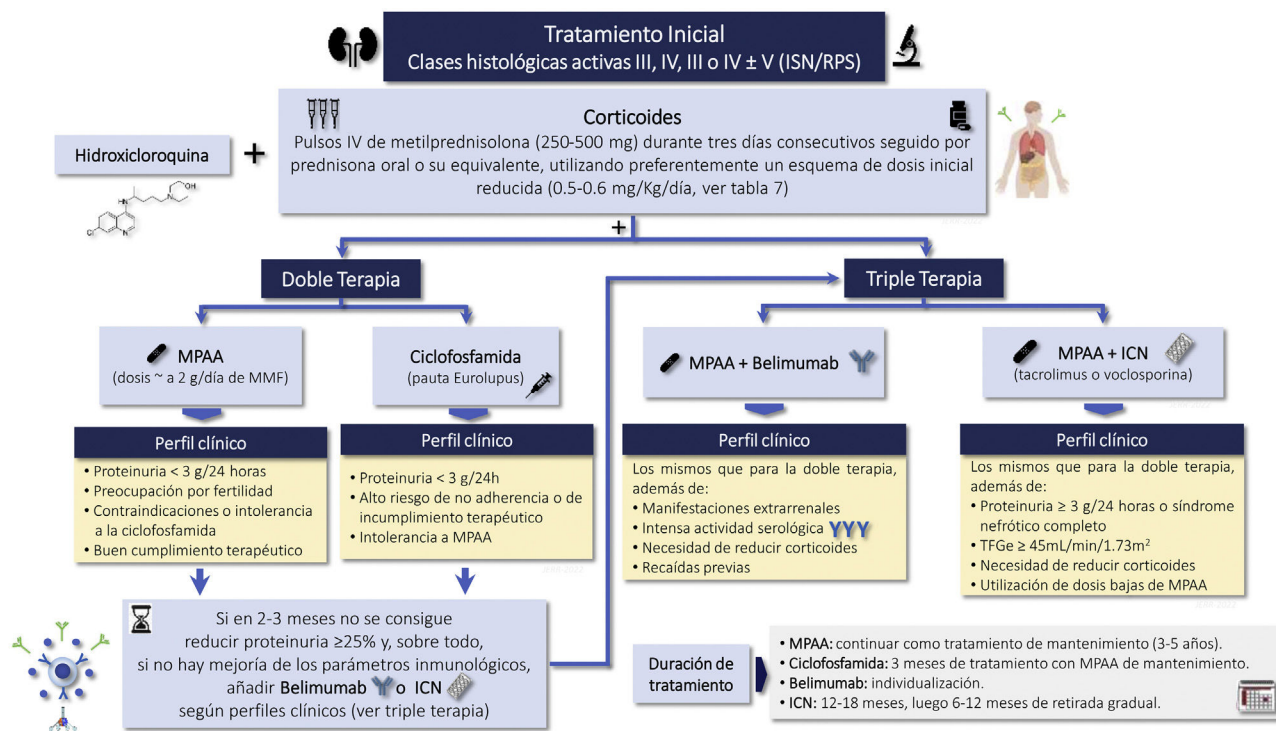 Tratamiento Inicial
Clases histológicas activas III, IV, III o IV ± V (ISN/RPS)
Hidroxicloroquina
+
Corticoides
Pulsos IV de metilprednisolona (250-500 mg) durante tres días consecutivos seguido por
prednisona oral o su equivalente, utilizando preferentemente un esquema de dosis inicial
reducida (0.5-0.6 mg/Kg/día, ver tabla 7)
HN
OH
N
Cl
N
+
Doble Terapia
Triple Terapia
MPAA
(dosis ~ a 2 g/día de MMF)
Ciclofosfamida
(pauta Eurolupus)
MPAA + Belimumab
MPAA + ICN
(tacrolimus o voclosporina)
Perfil clínico
• Proteinuria < 3 g/24 horas
• Preocupación por fertilidad
• Contraindicaciones o intolerancia
a la ciclofosfamida
• Buen cumplimiento terapéutico
Perfil clínico
• Proteinuria < 3 g/24h
• Alto riesgo de no adherencia o de
incumplimiento terapéutico
• Intolerancia a MPAA
Perfil clínico
Los mismos que para la doble terapia,
además de:
• Manifestaciones extrarrenales
• Intensa actividad serológica
• Necesidad de reducir corticoides
• Recaídas previas
Perfil clínico
Los mismos que para la doble terapia,
además de:
• Proteinuria ≥ 3 g/24 horas o síndrome
nefrótico completo
• TFGe ≥ 45mL/min/1.73m²
• Necesidad de reducir corticoides
• Utilización de dosis bajas de MPAA
Si en 2-3 meses no se consigue
reducir proteinuria ≥25% y, sobre todo,
si no hay mejoría de los parámetros inmunológicos,
añadir Belimumab o ICN
según perfiles clínicos (ver triple terapia)
Duración de
tratamiento
• MPAA: continuar como tratamiento de mantenimiento (3-5 años).
• Ciclofosfamida: 3 meses de tratamiento con MPAA de mantenimiento.
• Belimumab: individualización.
• ICN: 12-18 meses, luego 6-12 meses de retirada gradual.